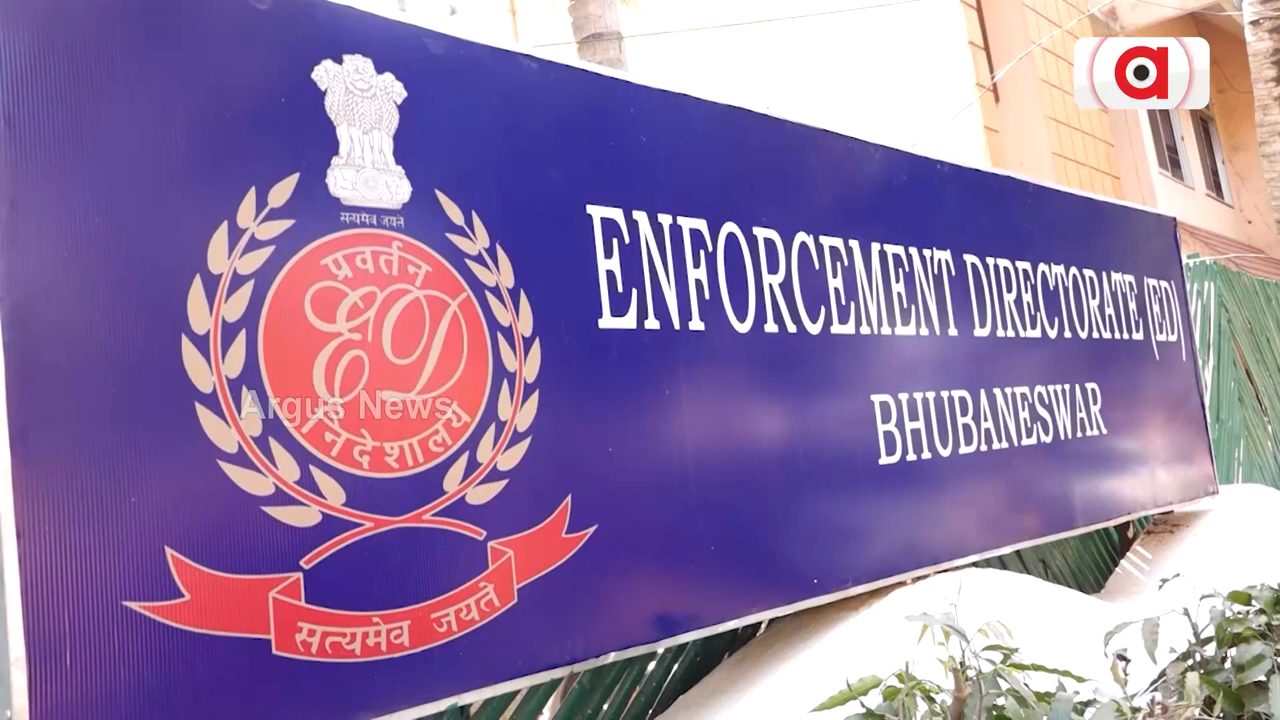 सत्यमेव जयते
प्रवर्तन
ED
निदेशालय
सत्यमेव जयते
ENFORCEMENT DIRECTORATE (ED)
BHUBANESWAR
Argus News
a